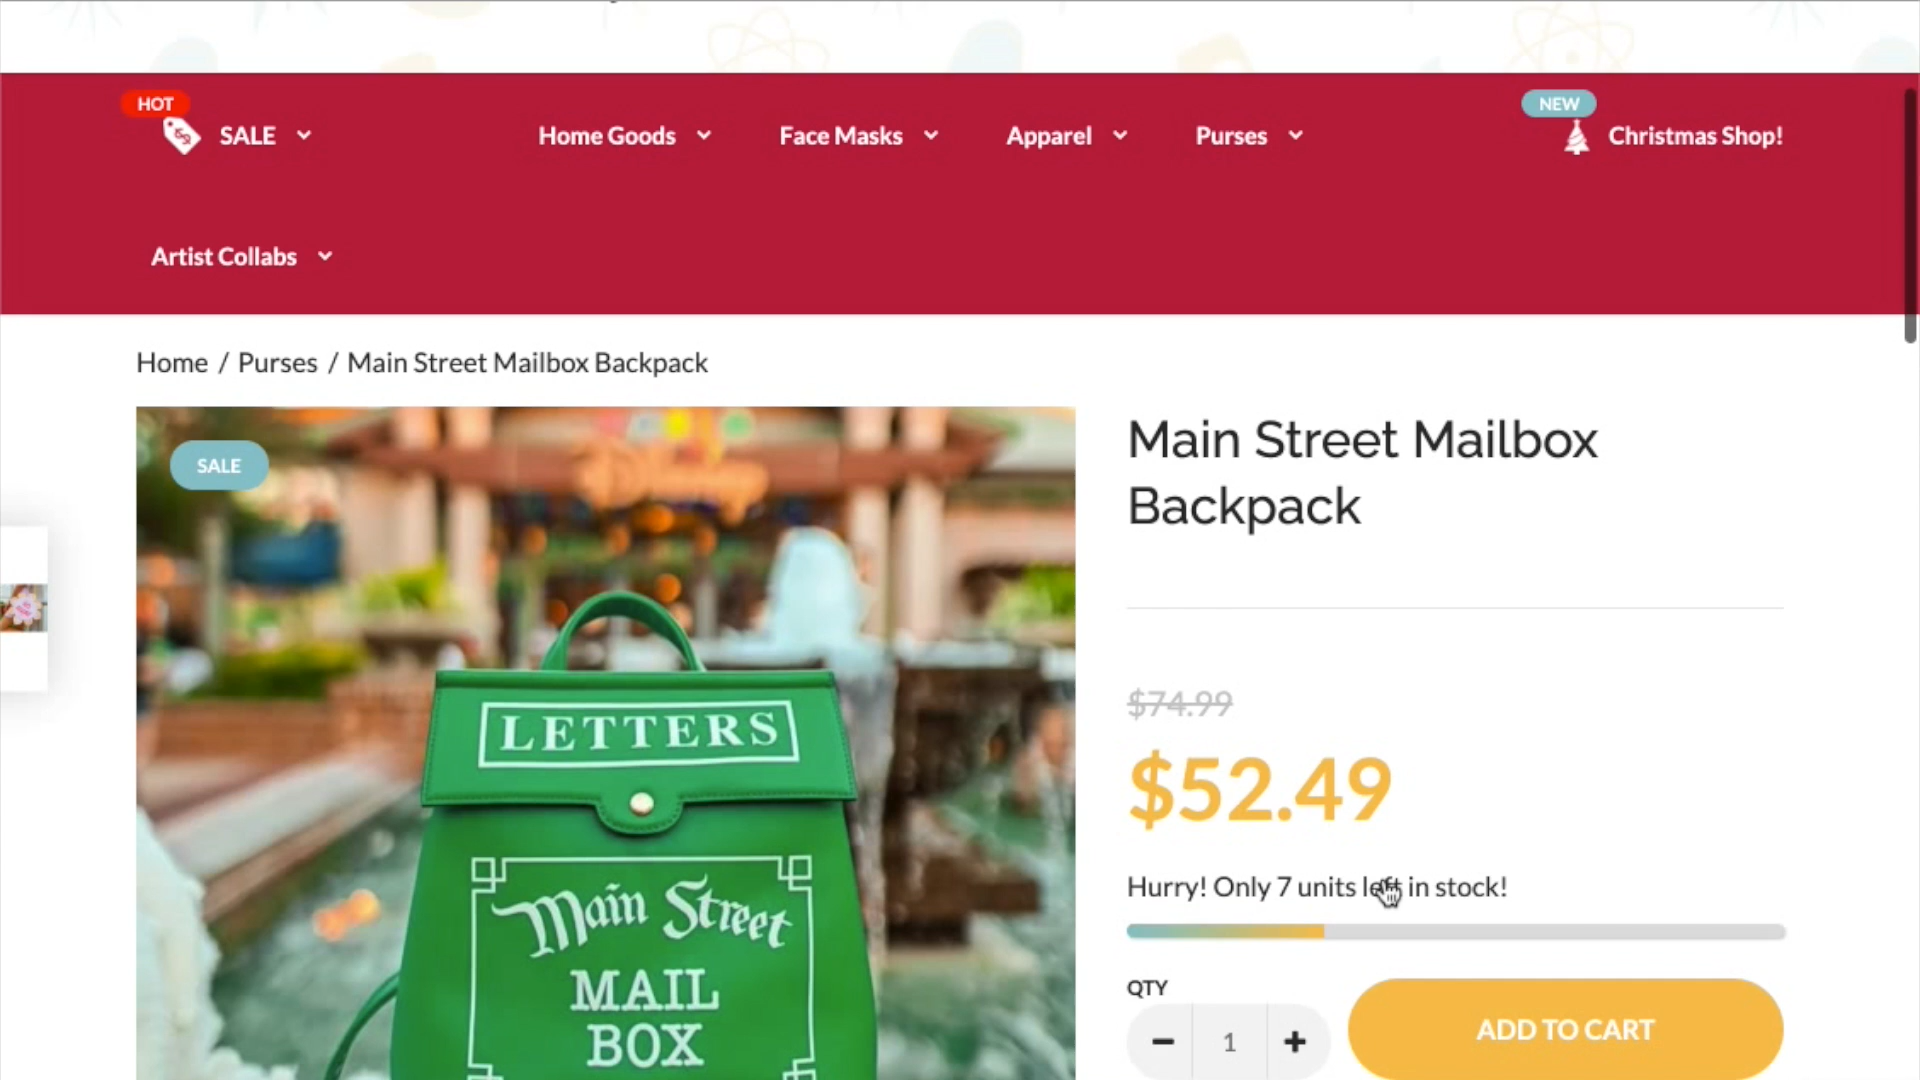 HOT
NEW
SALE
Home Goods
Face Masks
Apparel
Purses
Christmas Shop!
Artist Collabs
Home / Purses / Main Street Mailbox Backpack
SALE
LETTERS
Main Street
MAIL
BOX
Main Street Mailbox
Backpack
$74.99
$52.49
Hurry! Only 7 units left in stock!
QTY
1
ADD TO CART